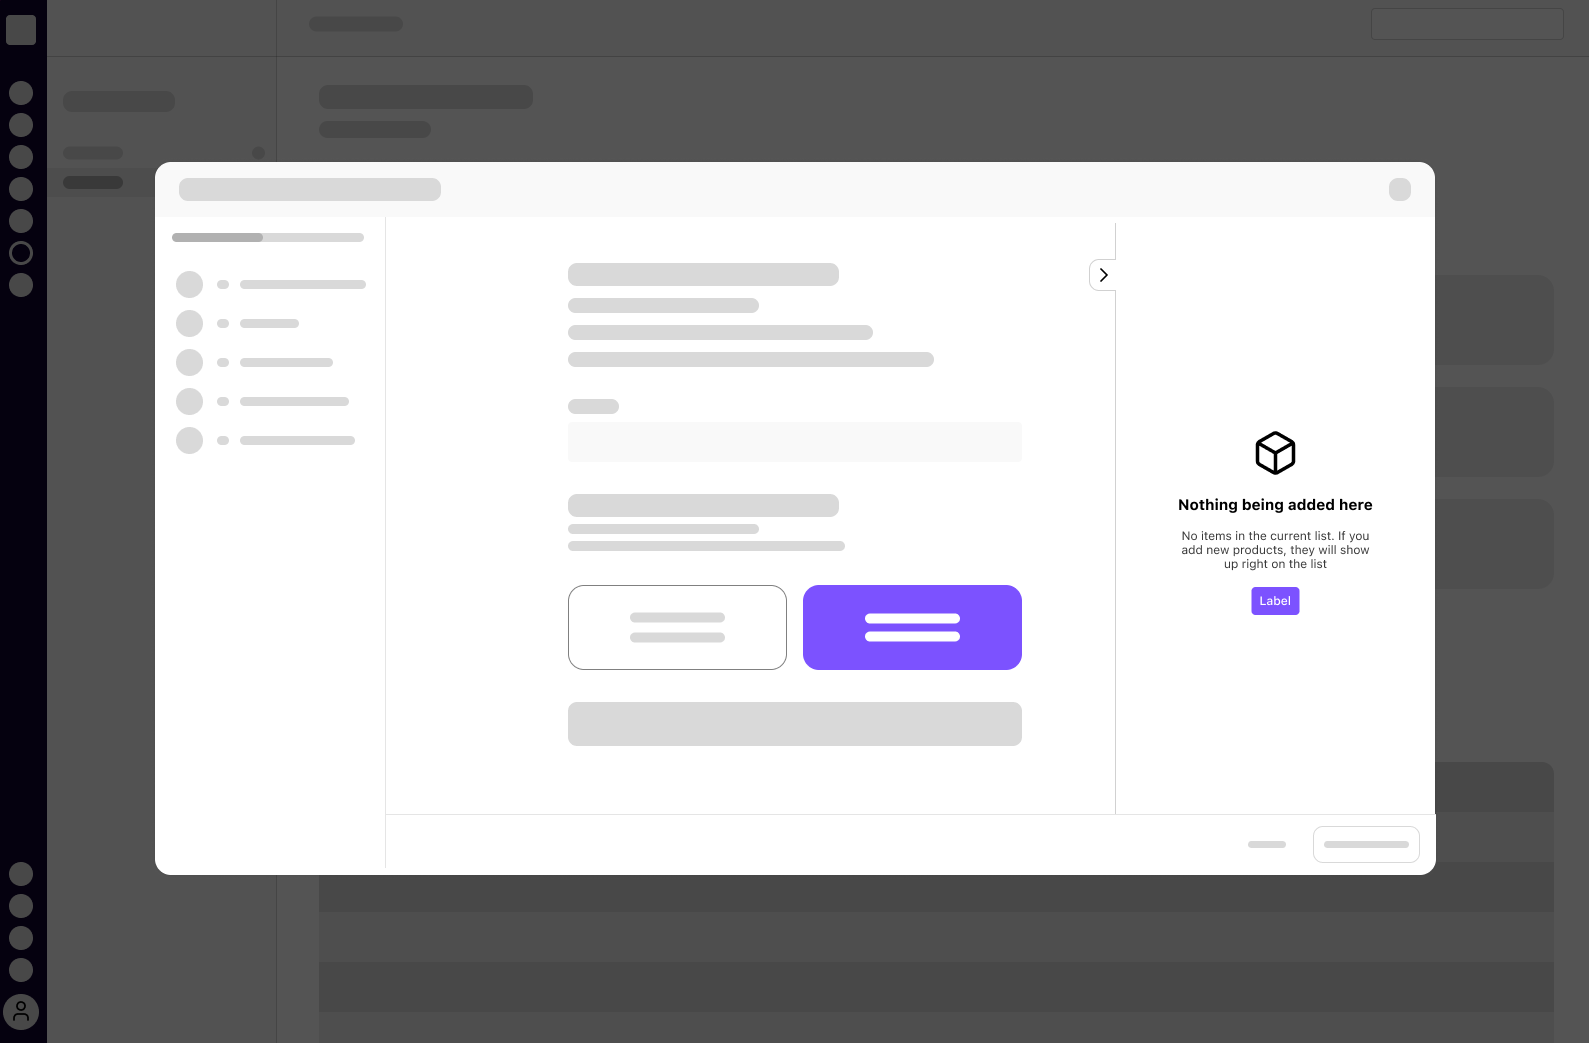 Nothing being added here
No items in the current list. If you
add new products, they will show
up right on the list
Label